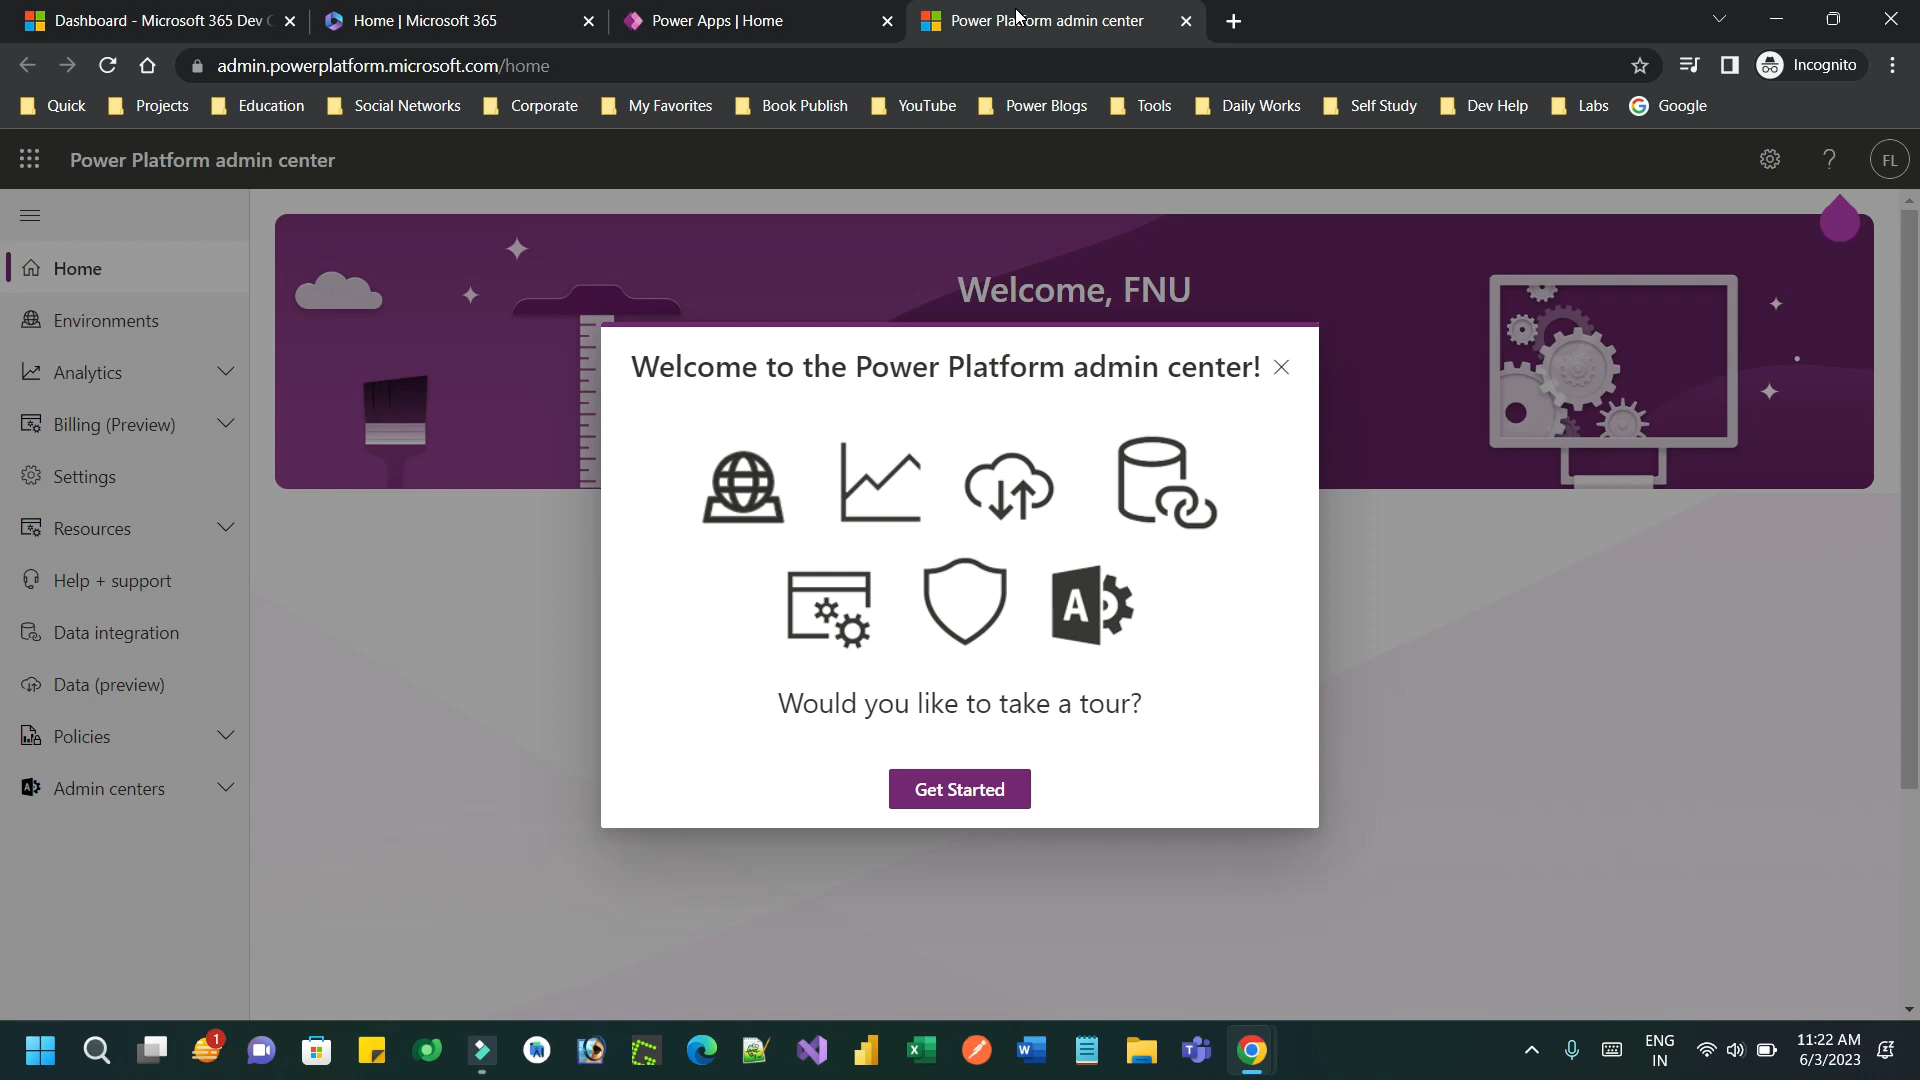 Dashboard - Microsoft 365 Dev C
Home | Microsoft 365
Power Apps | Home
Power Platform admin center
admin.powerplatform.microsoft.com/home
Incognito
Quick
Projects
Education
Social Networks
Corporate
My Favorites
Book Publish
YouTube
Power Blogs
Tools
Daily Works
Self Study
Dev Help
Labs
Google
Power Platform admin center
FL
Home
Environments
Analytics
Billing (Preview)
Settings
Resources
Help + support
Data integration
Data (preview)
Policies
Admin centers
Welcome, FNU
Welcome to the Power Platform admin center!
Would you like to take a tour?
Get Started
1
ENG
IN
11:22 AM
6/3/2023